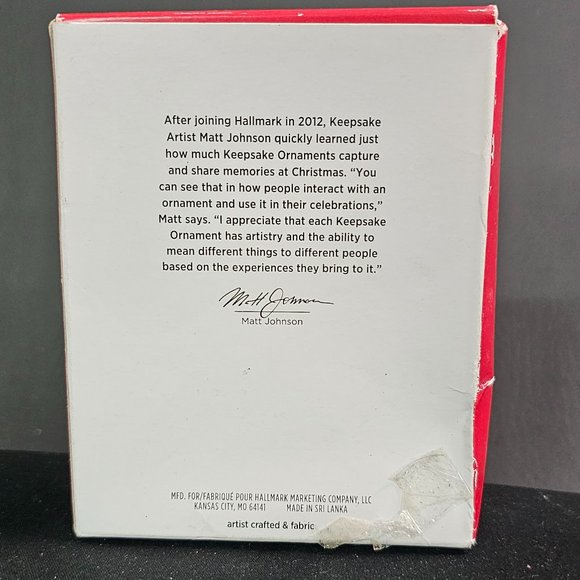 After joining Hallmark in 2012, Keepsake
Artist Matt Johnson quickly learned just
how much Keepsake Ornaments capture
and share memories at Christmas. “You
can see that in how people interact with an
ornament and use it in their celebrations,”
Matt says. “I appreciate that each Keepsake
Ornament has artistry and the ability to
mean different things to different people
based on the experiences they bring to it.”
Matt Johnson
Matt Johnson
MFD. FOR/FABRIQUÉ POUR HALLMARK MARKETING COMPANY, LLC
KANSAS CITY, MO 64141 MADE IN SRI LANKA
artist crafted & fabric